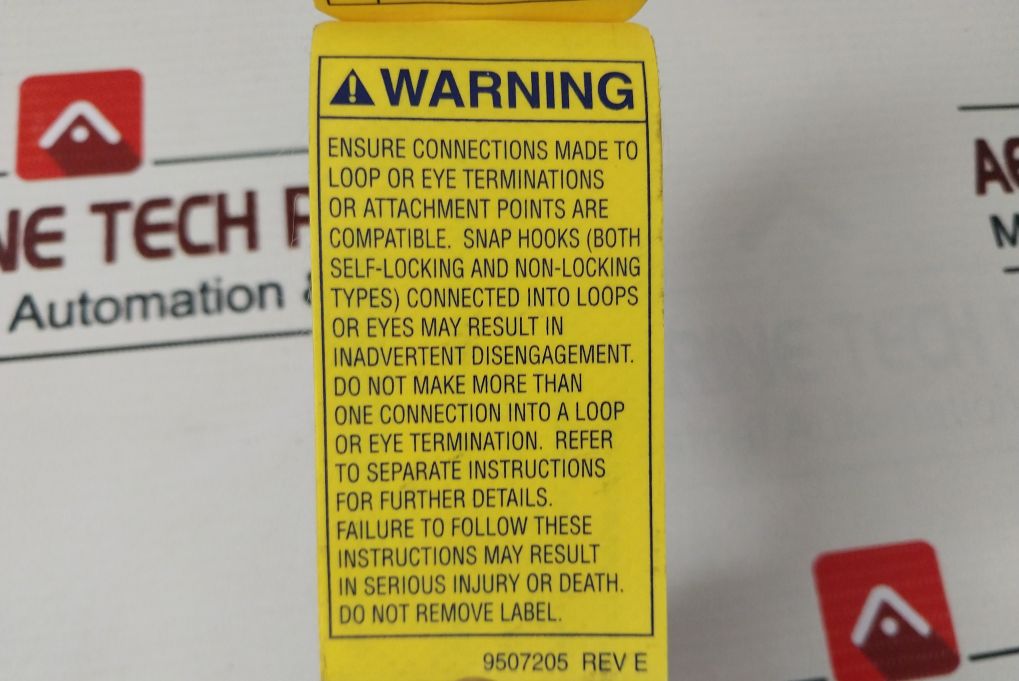 WARNING
ENSURE CONNECTIONS MADE TO
LOOP OR EYE TERMINATIONS
OR ATTACHMENT POINTS ARE
COMPATIBLE. SNAP HOOKS (BOTH
SELF-LOCKING AND NON-LOCKING
TYPES) CONNECTED INTO LOOPS
OR EYES MAY RESULT IN
INADVERTENT DISENGAGEMENT.
DO NOT MAKE MORE THAN
ONE CONNECTION INTO A LOOP
OR EYE TERMINATION. REFER
TO SEPARATE INSTRUCTIONS
FOR FURTHER DETAILS.
FAILURE TO FOLLOW THESE
INSTRUCTIONS MAY RESULT
IN SERIOUS INJURY OR DEATH.
DO NOT REMOVE LABEL.
9507205 REV E
TECH
Automation &